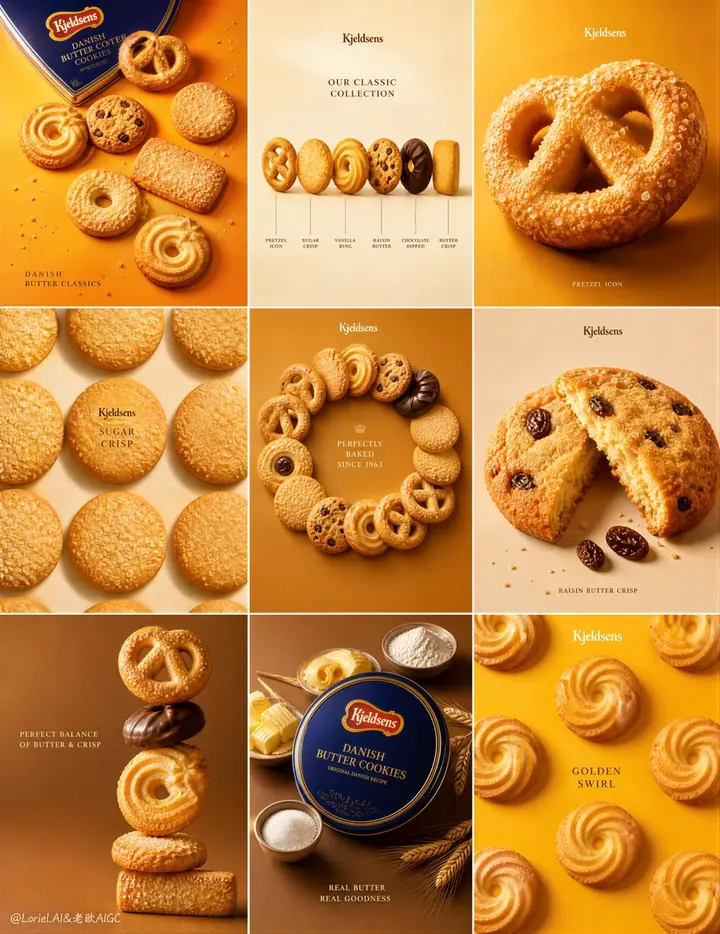 Kjeldsens
DANISH
BUTTER COOKIES
DANISH
BUTTER CLASSICS
Kjeldsens
OUR CLASSIC
COLLECTION
PRETZEL
ICON
SUGAR
CRISP
VANILLA
RING
RAISIN
BUTTER
CHOCOLATE
DIPPED
BUTTER
CRISP
Kjeldsens
PRETZEL ICON
Kjeldsens
SUGAR
CRISP
Kjeldsens
PERFECTLY
BAKED
SINCE 1963
Kjeldsens
RAISIN BUTTER CRISP
PERFECT BALANCE
OF BUTTER & CRISP
@Loriel.AI&老欧AIGC
Kjeldsens
DANISH
BUTTER COOKIES
ORIGINAL DANISH RECIPE
REAL BUTTER
REAL GOODNESS
Kjeldsens
GOLDEN
SWIRL